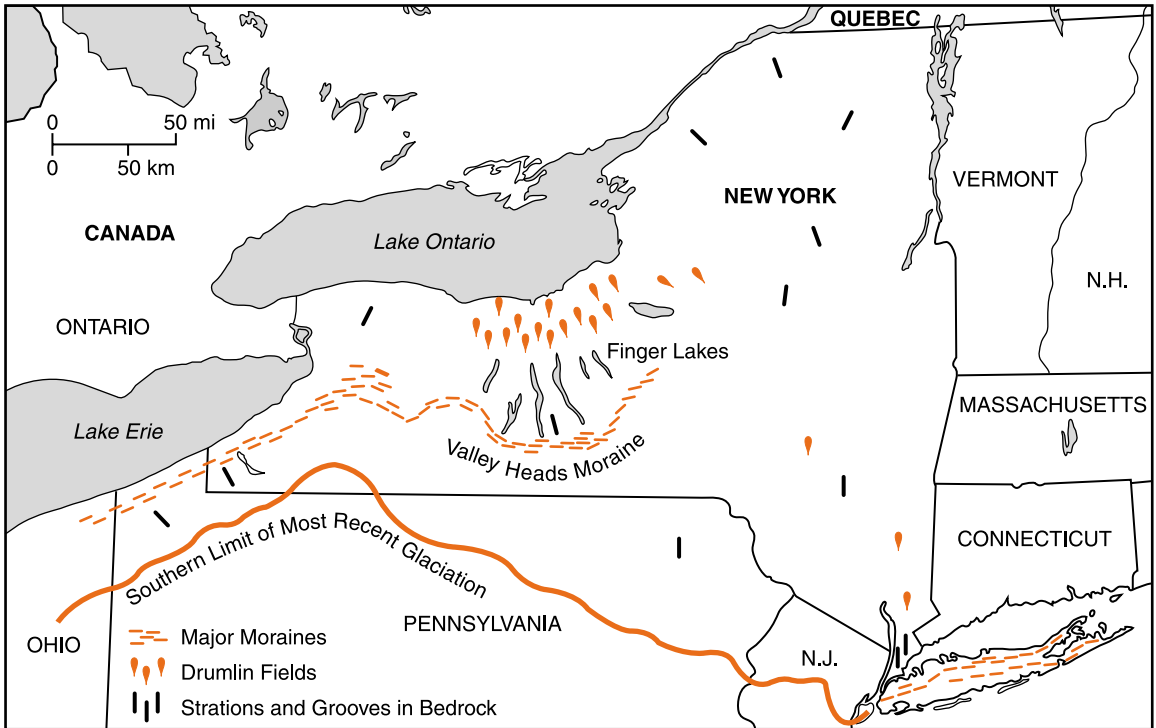 QUEBEC
0 50 mi
0 50 km
VERMONT
NEW YORK
CANADA
Lake Ontario
N.H.
ONTARIO
Finger Lakes
MASSACHUSETTS
Lake Erie
Valley Heads Moraine
Southern Limit of Most Recent Glaciation
CONNECTICUT
PENNSYLVANIA
OHIO
N.J.
Major Moraines
Drumlin Fields
Strations and Grooves in Bedrock